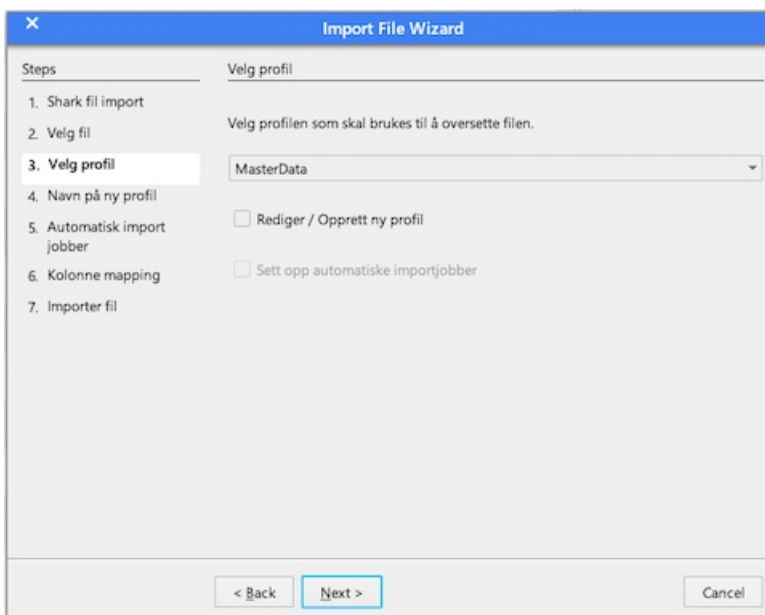 Import File Wizard
Steps
1. Shark fil import
2. Velg fil
3. Velg profil
4. Navn på ny profil
5. Automatisk import
jobber
6. Kolonne mapping
7. Importer fil
Velg profil
Velg profilen som skal brukes til å oversette filen.
MasterData
Rediger / Opprett ny profil
Sett opp automatiske importjobber
< Back
Next >
Cancel